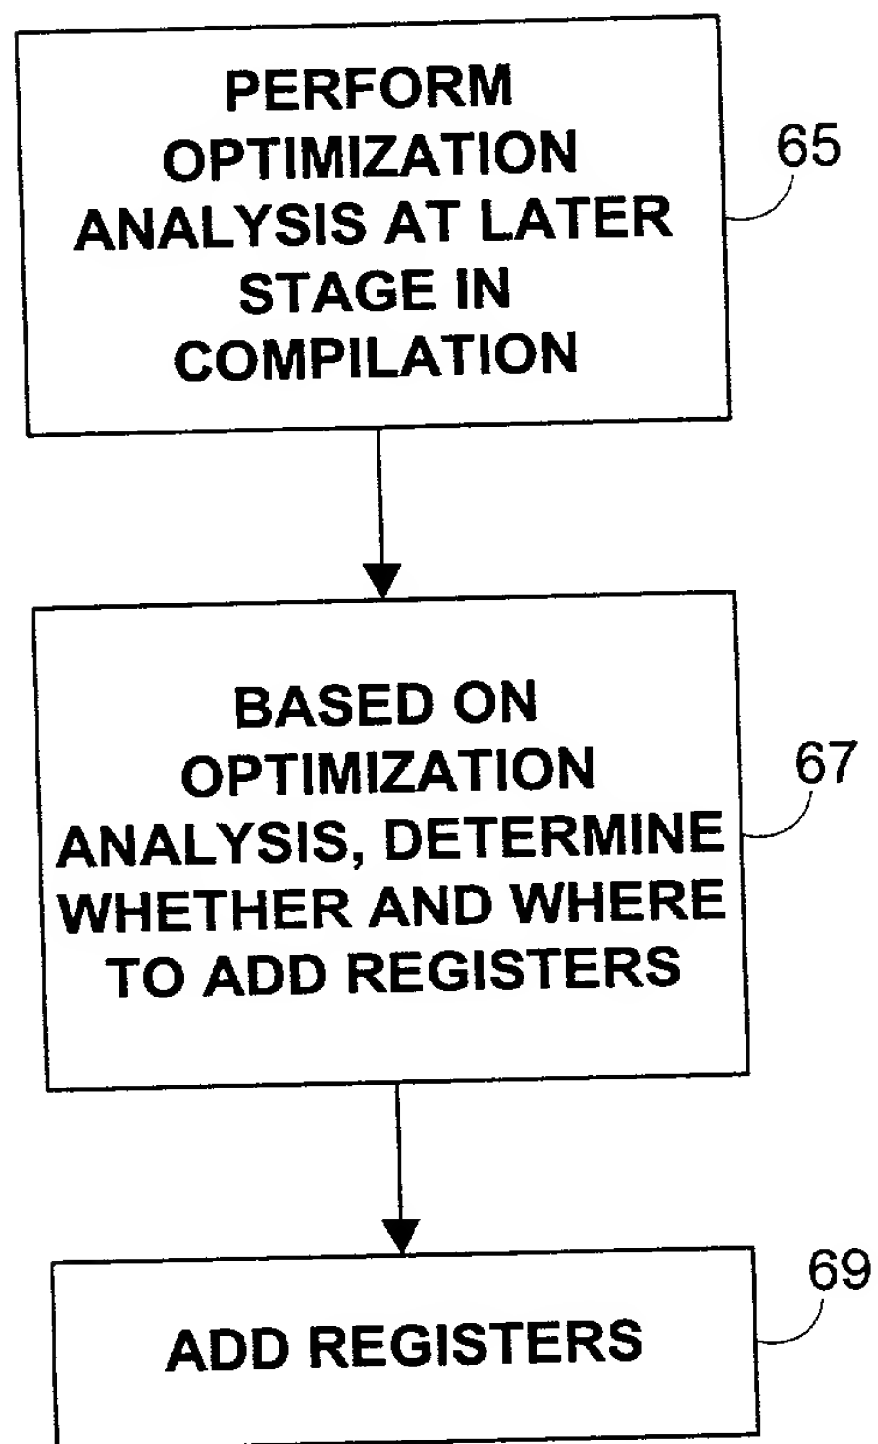 PERFORM
OPTIMIZATION
ANALYSIS AT LATER
STAGE IN
COMPILATION
65
BASED ON
OPTIMIZATION
ANALYSIS, DETERMINE
WHETHER AND WHERE
TO ADD REGISTERS
67
ADD REGISTERS
69